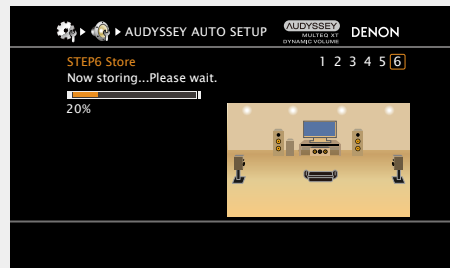 AUDYSSEY AUTO SETUP
AUDYSSEY
MULTEQ XT
DYNAMIC VOLUME
DENON
STEP6 Store
1 2 3 4 5 6
Now storing...Please wait.
20%